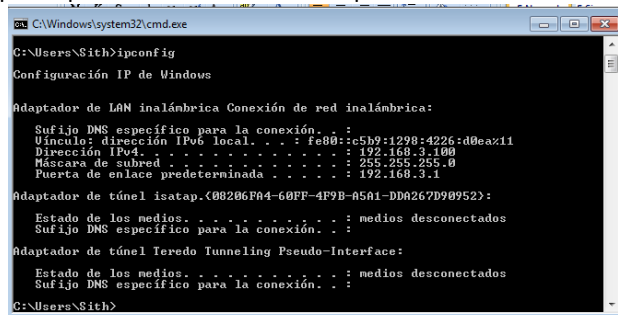 C:\Windows\system32\cmd.exe
C:\Users\Sith>ipconfig
Configuración IP de Windows
Adaptador de LAN inalámbrica Conexión de red inalámbrica:
Sufijo DNS específico para la conexión. . :
Vínculo: dirección IPv6 local. . . : fe80::c5b9:1298:4226:d0ea%11
Dirección IPv4. . . . . . . . . . . . . . : 192.168.3.100
Máscara de subred . . . . . . . . . . . . : 255.255.255.0
Puerta de enlace predeterminada . . . . . : 192.168.3.1
Adaptador de túnel isatap.{08206FA4-60FF-4F9B-A5A1-DDA267D90952}:
Estado de los medios. . . . . . . . . . . : medios desconectados
Sufijo DNS específico para la conexión. . :
Adaptador de túnel Teredo Tunneling Pseudo-Interface:
Estado de los medios. . . . . . . . . . . : medios desconectados
Sufijo DNS específico para la conexión. . :
C:\Users\Sith>